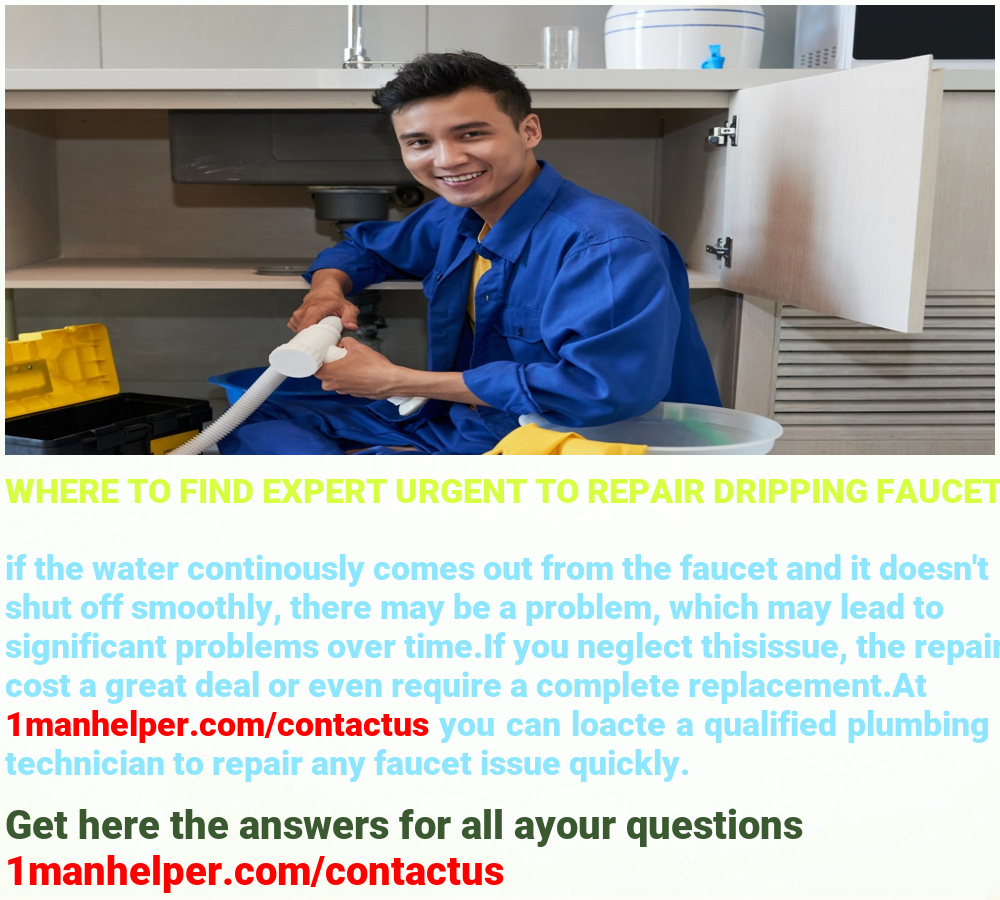 WHERE TO FIND EXPERT URGENT TO REPAIR DRIPPING FAUCET
if the water continously comes out from the faucet and it doesn't
shut off smoothly, there may be a problem, which may lead to
significant problems over time.If you neglect thisissue, the repair
cost a great deal or even require a complete replacement.At
1manhelper.com/contactus you can loacte a qualified plumbing
technician to repair any faucet issue quickly.
Get here the answers for all ayour questions
1manhelper.com/contactus